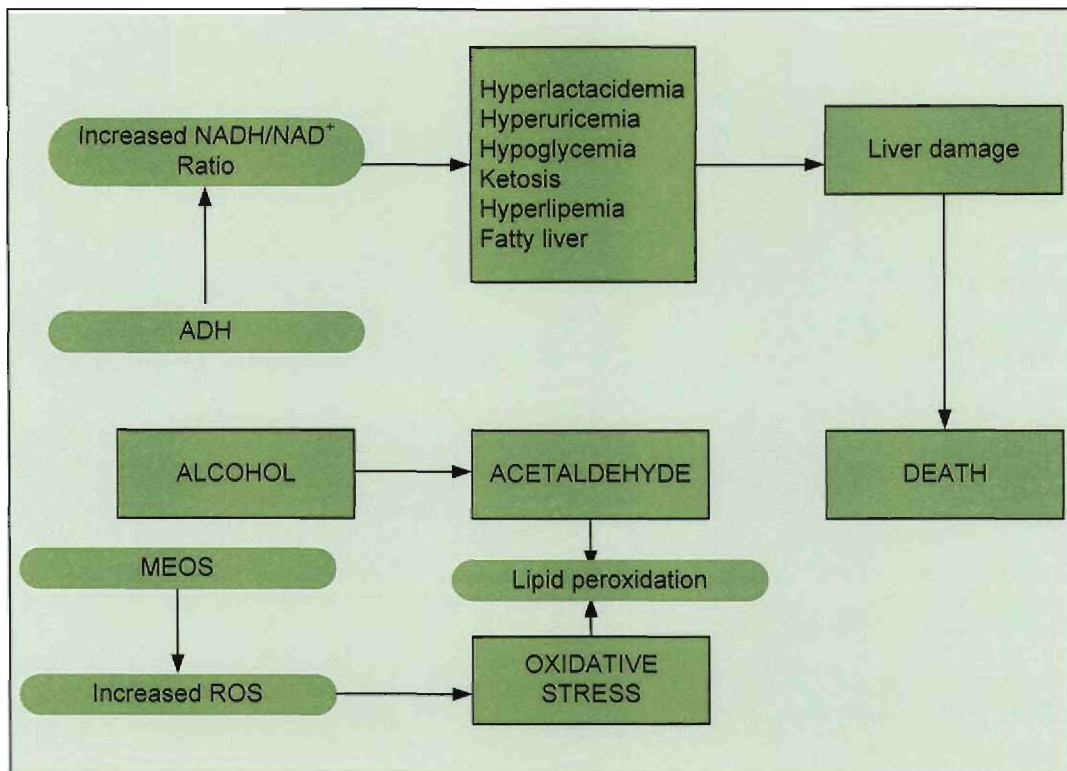 Increased NADH/NAD+
Ratio
Hyperlactacidemia
Hyperuricemia
Hypoglycemia
Ketosis
Hyperlipemia
Fatty liver
Liver damage
ADH
ALCOHOL
ACETALDEHYDE
DEATH
MEOS
Lipid peroxidation
Increased ROS
OXIDATIVE
STRESS